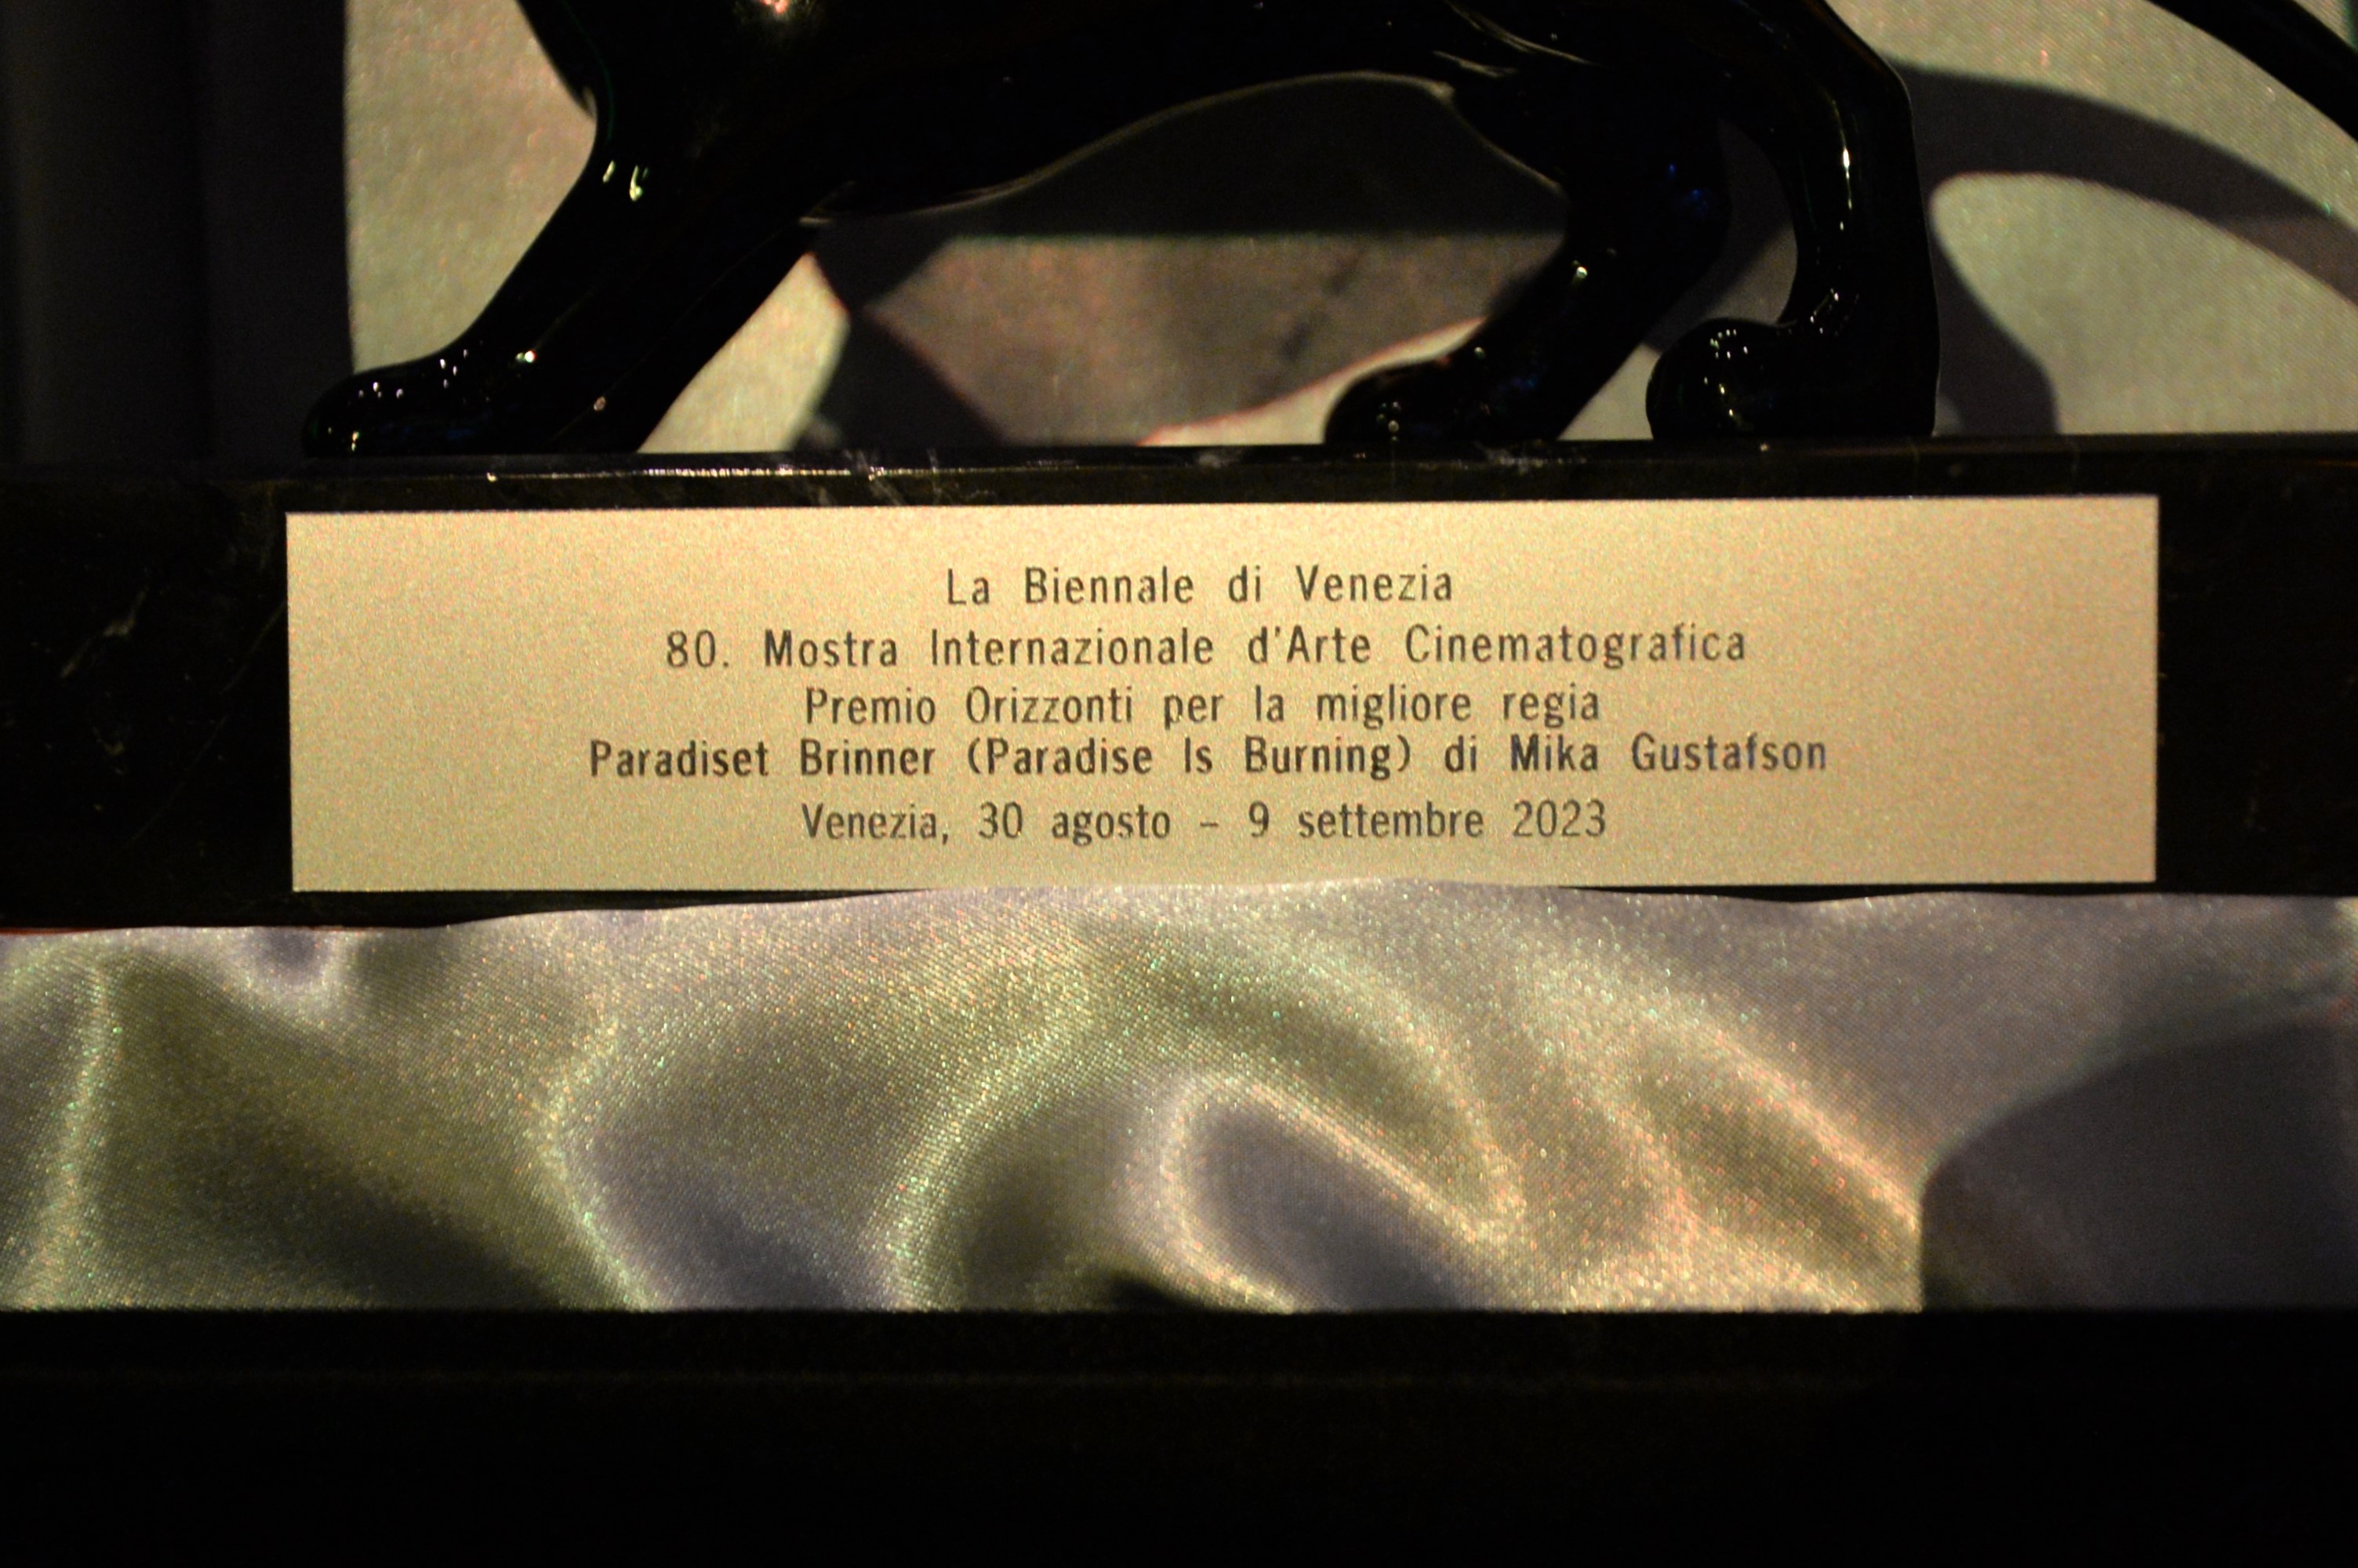 La Biennale di Venezia
80. Mostra Internazionale d'Arte Cinematografica
Premio Orizzonti per la migliore regia
Paradiset Brinner (Paradise Is Burning) di Mika Gustafson
Venezia, 30 agosto – 9 settembre 2023